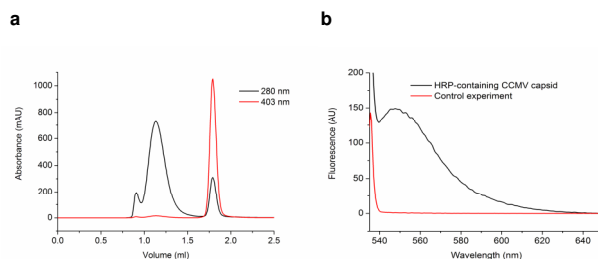 a
280 nm
403 nm
Absorbance (mAU)
1000
800
600
400
200
0
0.0 0.5 1.0 1.5 2.0 2.5
Volume (ml)
b
HRP-containing CCMV capsid
Control experiment
Fluorescence (AU)
200
150
100
50
0
540 560 580 600 620 640
Wavelength (nm)